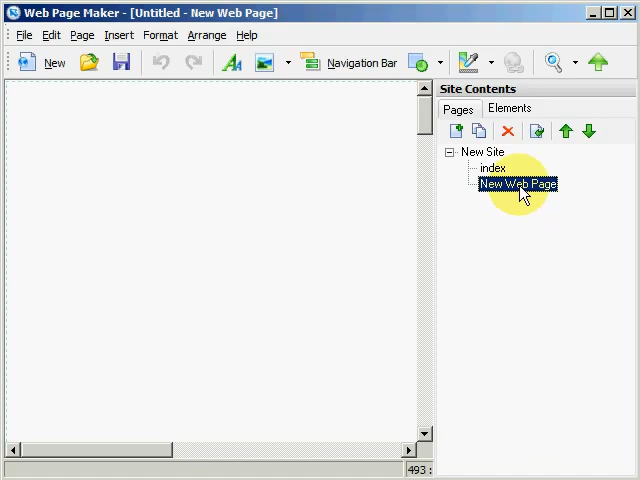 Web Page Maker - [Untitled - New Web Page]
File Edit Page Insert Format Arrange Help
New Navigation Bar
Site Contents
Pages Elements
New Site
index
New Web Page
493 :